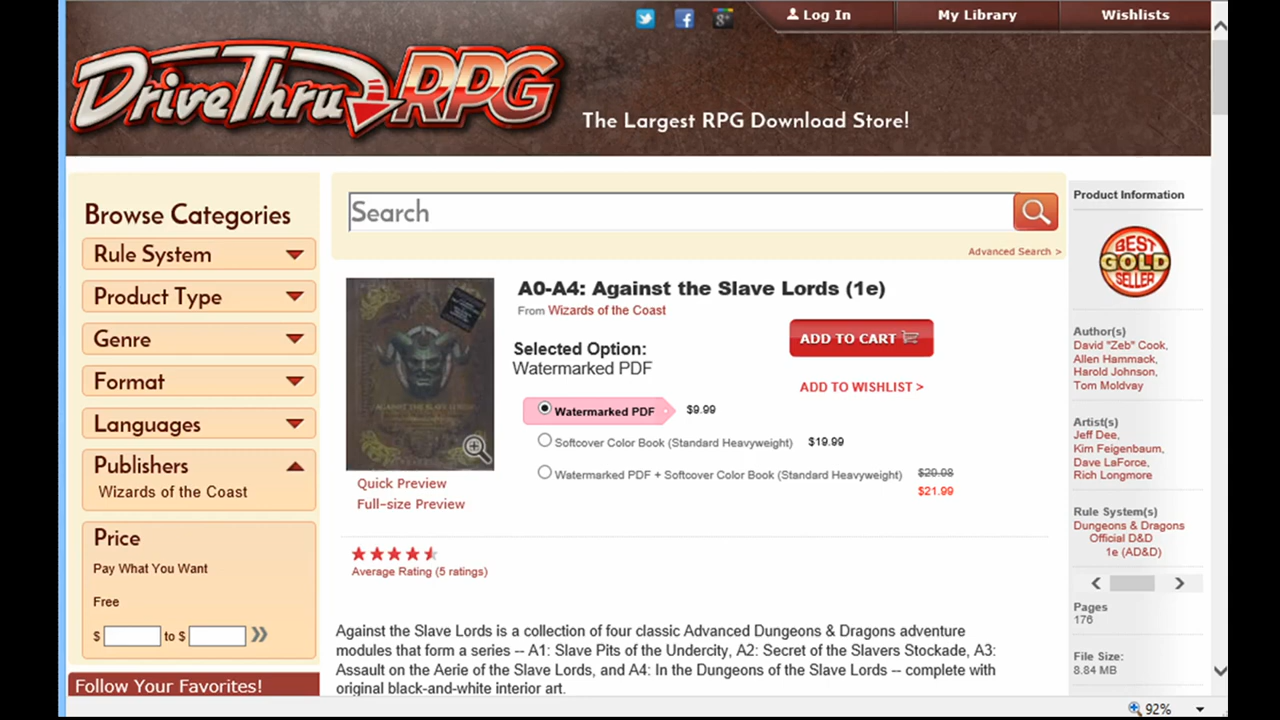 Log In
My Library
Wishlists
DriveThruRPG
The Largest RPG Download Store!
Browse Categories
Rule System
Product Type
Genre
Format
Languages
Publishers
Wizards of the Coast
Price
Pay What You Want
Free
$ to $
Follow Your Favorites!
Search
Advanced Search >
A0-A4: Against the Slave Lords (1e)
From Wizards of the Coast
ADD TO CART
Selected Option:
Watermarked PDF
ADD TO WISHLIST >
Watermarked PDF $9.99
Softcover Color Book (Standard Heavyweight) $19.99
Watermarked PDF + Softcover Color Book (Standard Heavyweight) $29.98
$21.99
AGAINST THE SLAVE LORDS
Quick Preview
Full-size Preview
Average Rating (5 ratings)
Against the Slave Lords is a collection of four classic Advanced Dungeons & Dragons adventure
modules that form a series -- A1: Slave Pits of the Undercity, A2: Secret of the Slavers Stockade, A3:
Assault on the Aerie of the Slave Lords, and A4: In the Dungeons of the Slave Lords -- complete with
original black-and-white interior art.
Product Information
BEST
GOLD
SELLER
Author(s)
David "Zeb" Cook,
Allen Hammack,
Harold Johnson,
Tom Moldvay
Artist(s)
Jeff Dee,
Kim Feigenbaum,
Dave LaForce,
Rich Longmore
Rule System(s)
Dungeons & Dragons
Official D&D
1e (AD&D)
Pages
176
File Size:
8.84 MB
92%